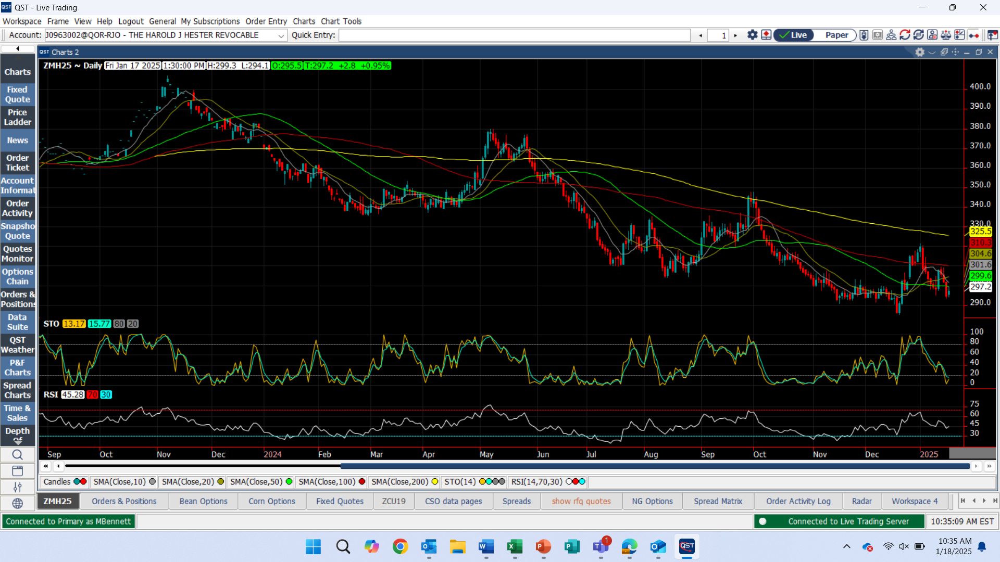 QST QST - Live Trading
Workspace Frame View Help Logout General My Subscriptions Order Entry Charts Chart Tools
Account: J0963002@QOR-RJO - THE HAROLD J HESTER REVOCABLE Quick Entry: 1 Live Paper
QST Charts 2
ZMH25 ~ Daily Fri Jan 17 2025 1:30:00 PM H:299.3 L:294.1 O:295.5 T:297.2 +2.8 +0.95%
Charts
Fixed
Quote
Price
Ladder
News
Order
Ticket
Account
Informat
Order
Activity
Snapsho
Quote
Quotes
Monitor
Options
Chain
Orders &
Positions
Data
Suite
QST
Weather
P&F
Charts
Spread
Charts
Time &
Sales
Depth
Of
400.0
390.0
380.0
370.0
360.0
350.0
340.0
330.0
325.5
310.3
304.6
301.6
299.6
297.2
290.0
STO 13.17 15.77 80 20
100
80
60
40
20
0
RSI 45.28 70 30
75
60
45
30
Sep Oct Nov Dec 2024 Feb Mar Apr May Jun Jul Aug Sep Oct Nov Dec 2025
Candles SMA(Close,10) SMA(Close,20) SMA(Close,50) SMA(Close,100) SMA(Close,200) STO(14) RSI(14,70,30)
ZMH25 Orders & Positions Bean Options Corn Options Fixed Quotes ZCU19 CSO data pages Spreads show rfq quotes NG Options Spread Matrix Order Activity Log Radar Workspace 4
Connected to Primary as MBennett Connected to Live Trading Server 10:35:09 AM EST
1 QST 10:35 AM
1/18/2025